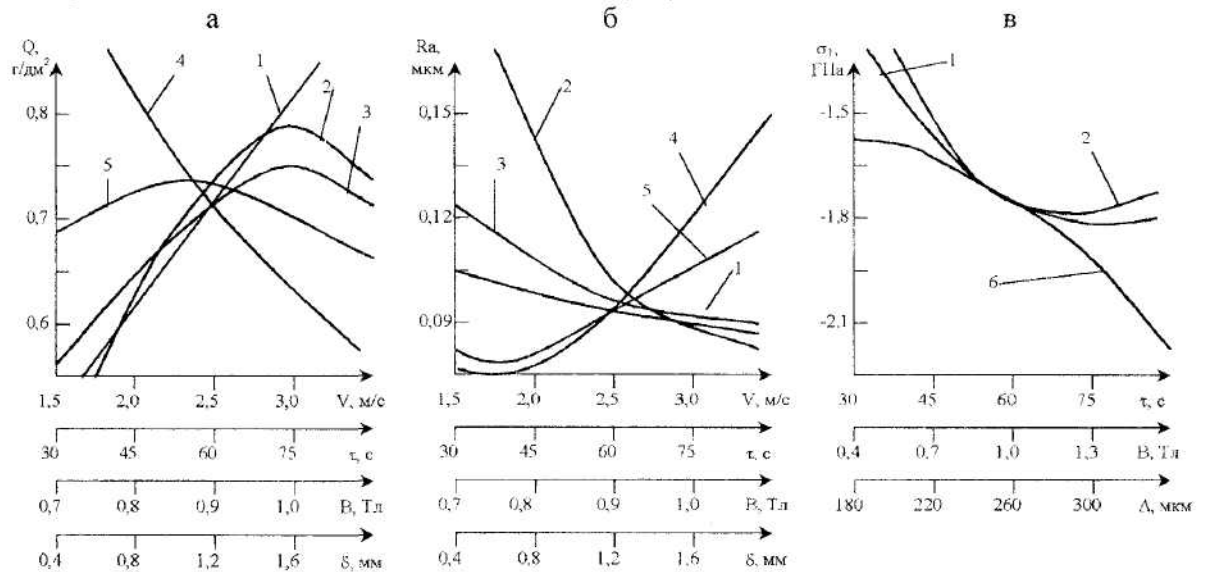 а
Q,
г/дм²
0,8
0,7
0,6
4
1
2
3
5
1,5 2,0 2,5 3,0 V, м/с
30 45 60 75 τ, с
0,7 0,8 0,9 1,0 В, Тл
0,4 0,8 1,2 1,6 δ, мм
б
Ra,
мкм
0,15
0,12
0,09
2
4
3
5
1
1,5 2,0 2,5 3,0 V, м/с
30 45 60 75 τ, с
0,7 0,8 0,9 1,0 В, Тл
0,4 0,8 1,2 1,6 δ, мм
в
ГПа
-1.5
-1.8
-2.1
1
2
6
30 45 60 75 τ, с
0.4 0.7 1.0 1.3 В, Тл
180 220 260 300 Δ, мкм